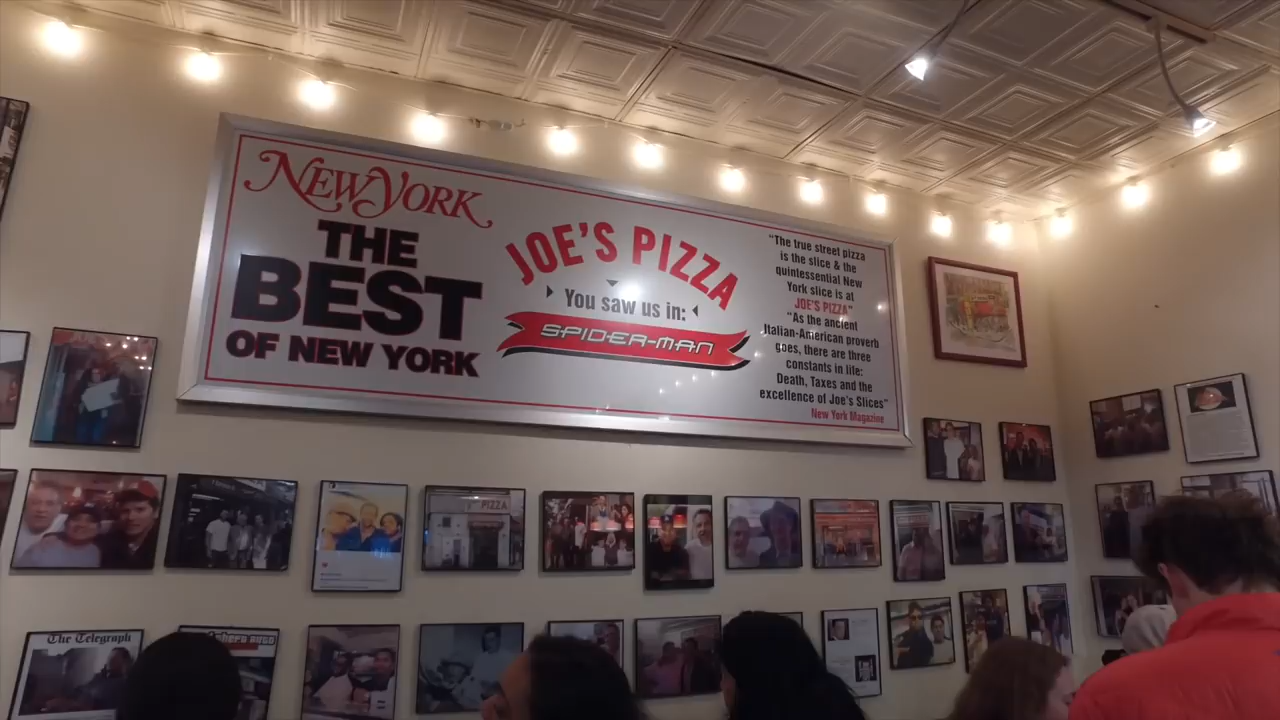 NEW YORK
THE
BEST
OF NEW YORK
JOE'S PIZZA
You saw us in:
SPIDER-MAN
"The true street pizza
is the slice & the
quintessential New
York slice is at
JOE'S PIZZA"
"As the ancient
Italian-American proverb
goes, there are three
constants in life:
Death, Taxes and the
excellence of Joe's Slices"
New York Magazine
PIZZA
The Telegraph
theft auto